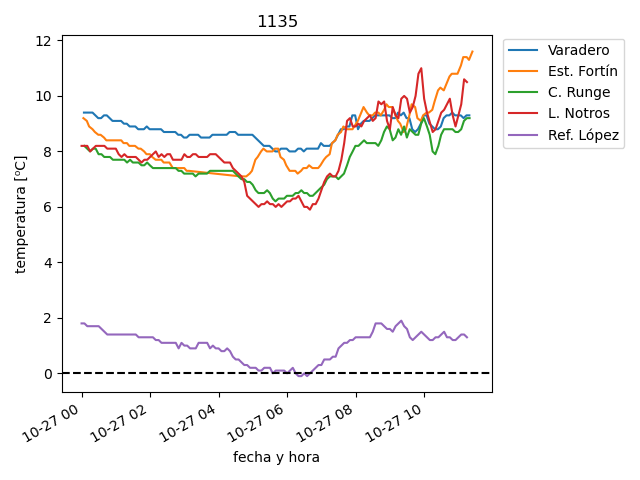 1135
12
10
8
6
4
2
0
temperatura [ºC]
10-27 00
10-27 02
10-27 04
10-27 06
10-27 08
10-27 10
fecha y hora
Varadero
Est. Fortín
C. Runge
L. Notros
Ref. López